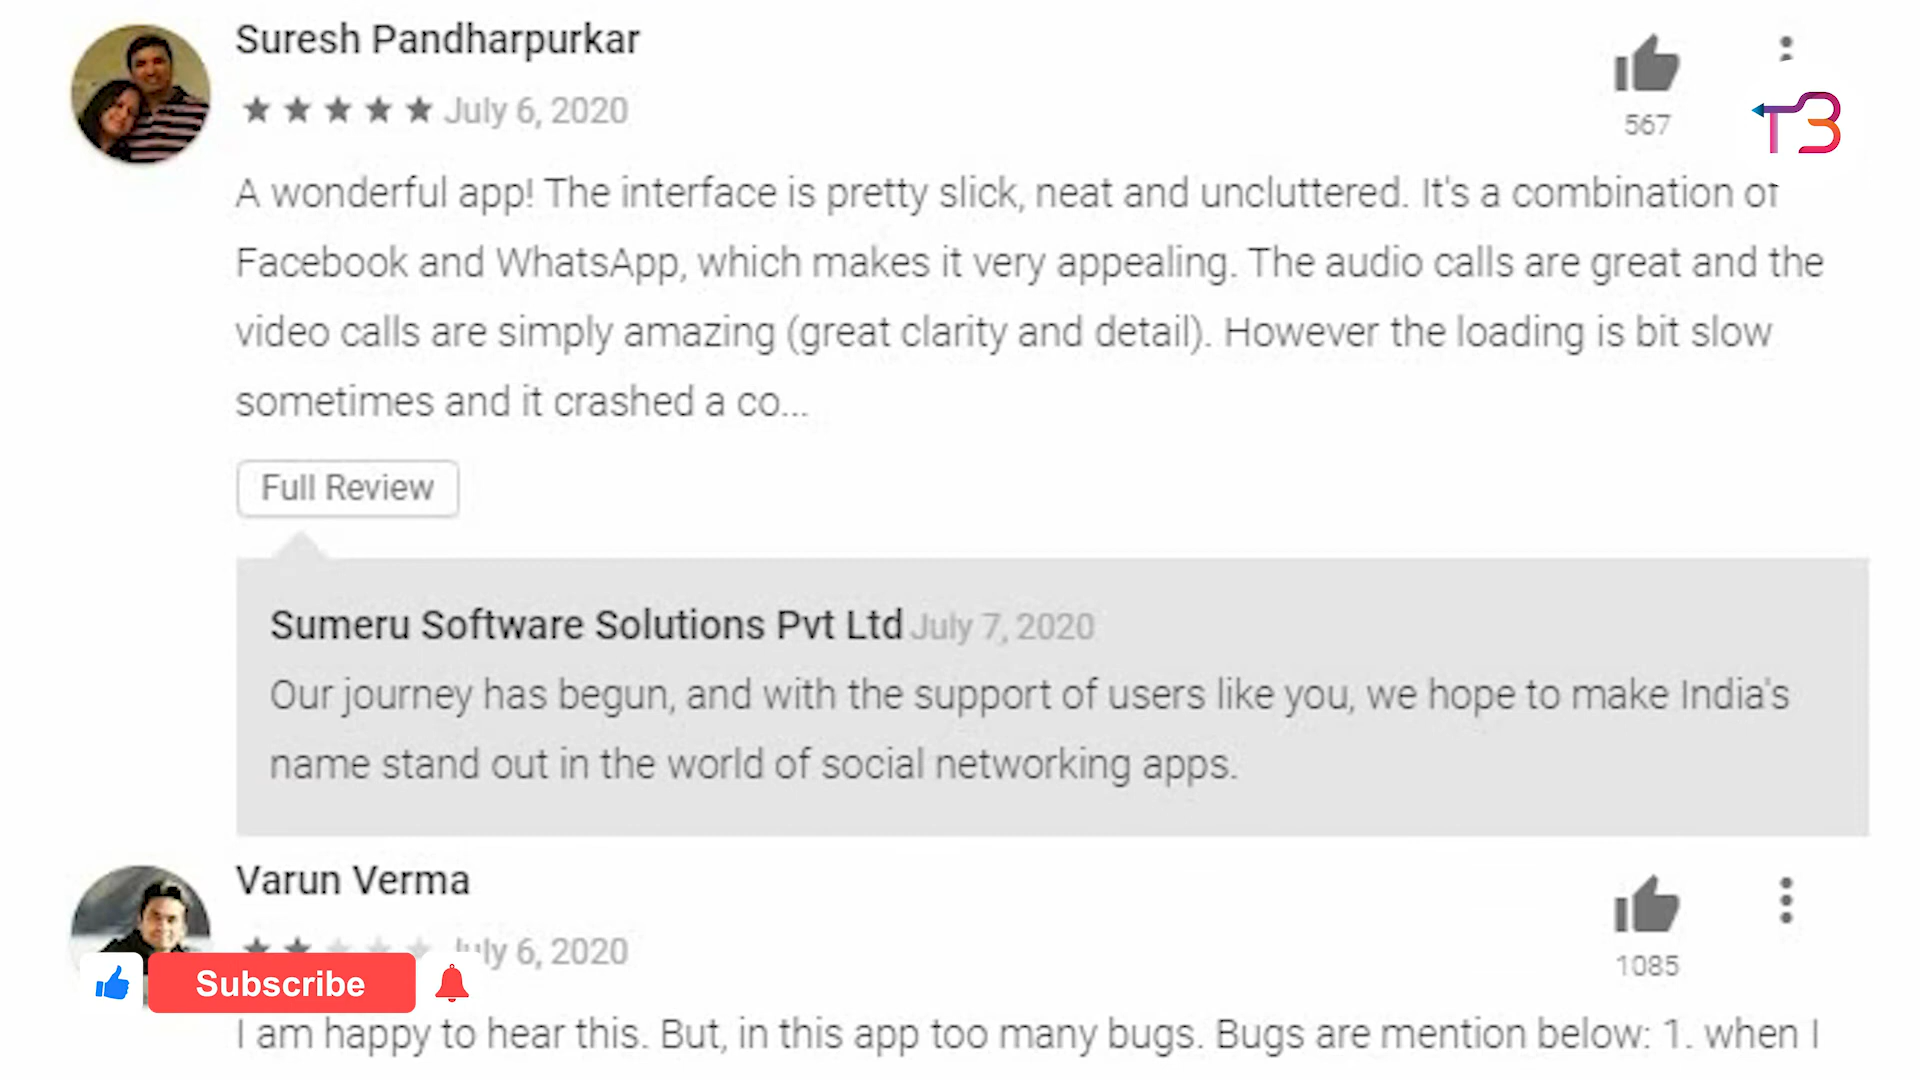 Suresh Pandharpurkar
July 6, 2020
567
T3
A wonderful app! The interface is pretty slick, neat and uncluttered. It's a combination of
Facebook and WhatsApp, which makes it very appealing. The audio calls are great and the
video calls are simply amazing (great clarity and detail). However the loading is bit slow
sometimes and it crashed a co...
Full Review
Sumeru Software Solutions Pvt Ltd July 7, 2020
Our journey has begun, and with the support of users like you, we hope to make India's
name stand out in the world of social networking apps.
Varun Verma
July 6, 2020
1085
Subscribe
I am happy to hear this. But, in this app too many bugs. Bugs are mention below: 1. when I